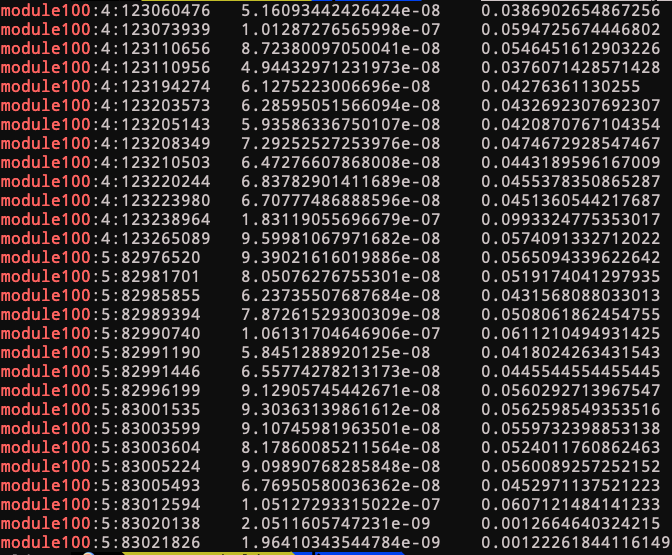 module100:4:123060476 5.16093442426424e-08 0.0386902654867256
module100:4:123073939 1.01287276565998e-07 0.0594725674446802
module100:4:123110656 8.72380097050041e-08 0.0546451612903226
module100:4:123110956 4.94432971231973e-08 0.0376071428571428
module100:4:123194274 6.1275223006696e-08 0.04276361130255
module100:4:123203573 6.28595051566094e-08 0.0432692307692307
module100:4:123205143 5.93586336750107e-08 0.0420870767104354
module100:4:123208349 7.29252527253976e-08 0.0474672928547467
module100:4:123210503 6.47276607868008e-08 0.0443189596167009
module100:4:123220244 6.83782901411689e-08 0.0455378350865287
module100:4:123223980 6.70777486888596e-08 0.0451360544217687
module100:4:123238964 1.83119055696679e-07 0.0993324775353017
module100:4:123265089 9.59981067971682e-08 0.0574091332712022
module100:5:82976520 9.39021616019886e-08 0.0565094339622642
module100:5:82981701 8.05076276755301e-08 0.0519174041297935
module100:5:82985855 6.23735507687684e-08 0.0431568088033013
module100:5:82989394 7.87261529300309e-08 0.0508061862454755
module100:5:82990740 1.06131704646906e-07 0.0611210494931425
module100:5:82991190 5.8451288920125e-08 0.0418024263431543
module100:5:82991446 6.55774278213173e-08 0.0445544554455445
module100:5:82996199 9.12905745442671e-08 0.0560292713967547
module100:5:83001535 9.30363139861612e-08 0.0562598549353516
module100:5:83003599 9.10745981963501e-08 0.0559732398853138
module100:5:83003604 8.17860085211564e-08 0.0524011760862463
module100:5:83005224 9.09890768285848e-08 0.0560089257252152
module100:5:83005493 6.76950580036362e-08 0.0452971137521223
module100:5:83012594 1.05127293315022e-07 0.0607121484141233
module100:5:83020138 2.0511605747231e-09 0.0012664640324215
module100:5:83021826 1.96410343544784e-09 0.00122261844116149